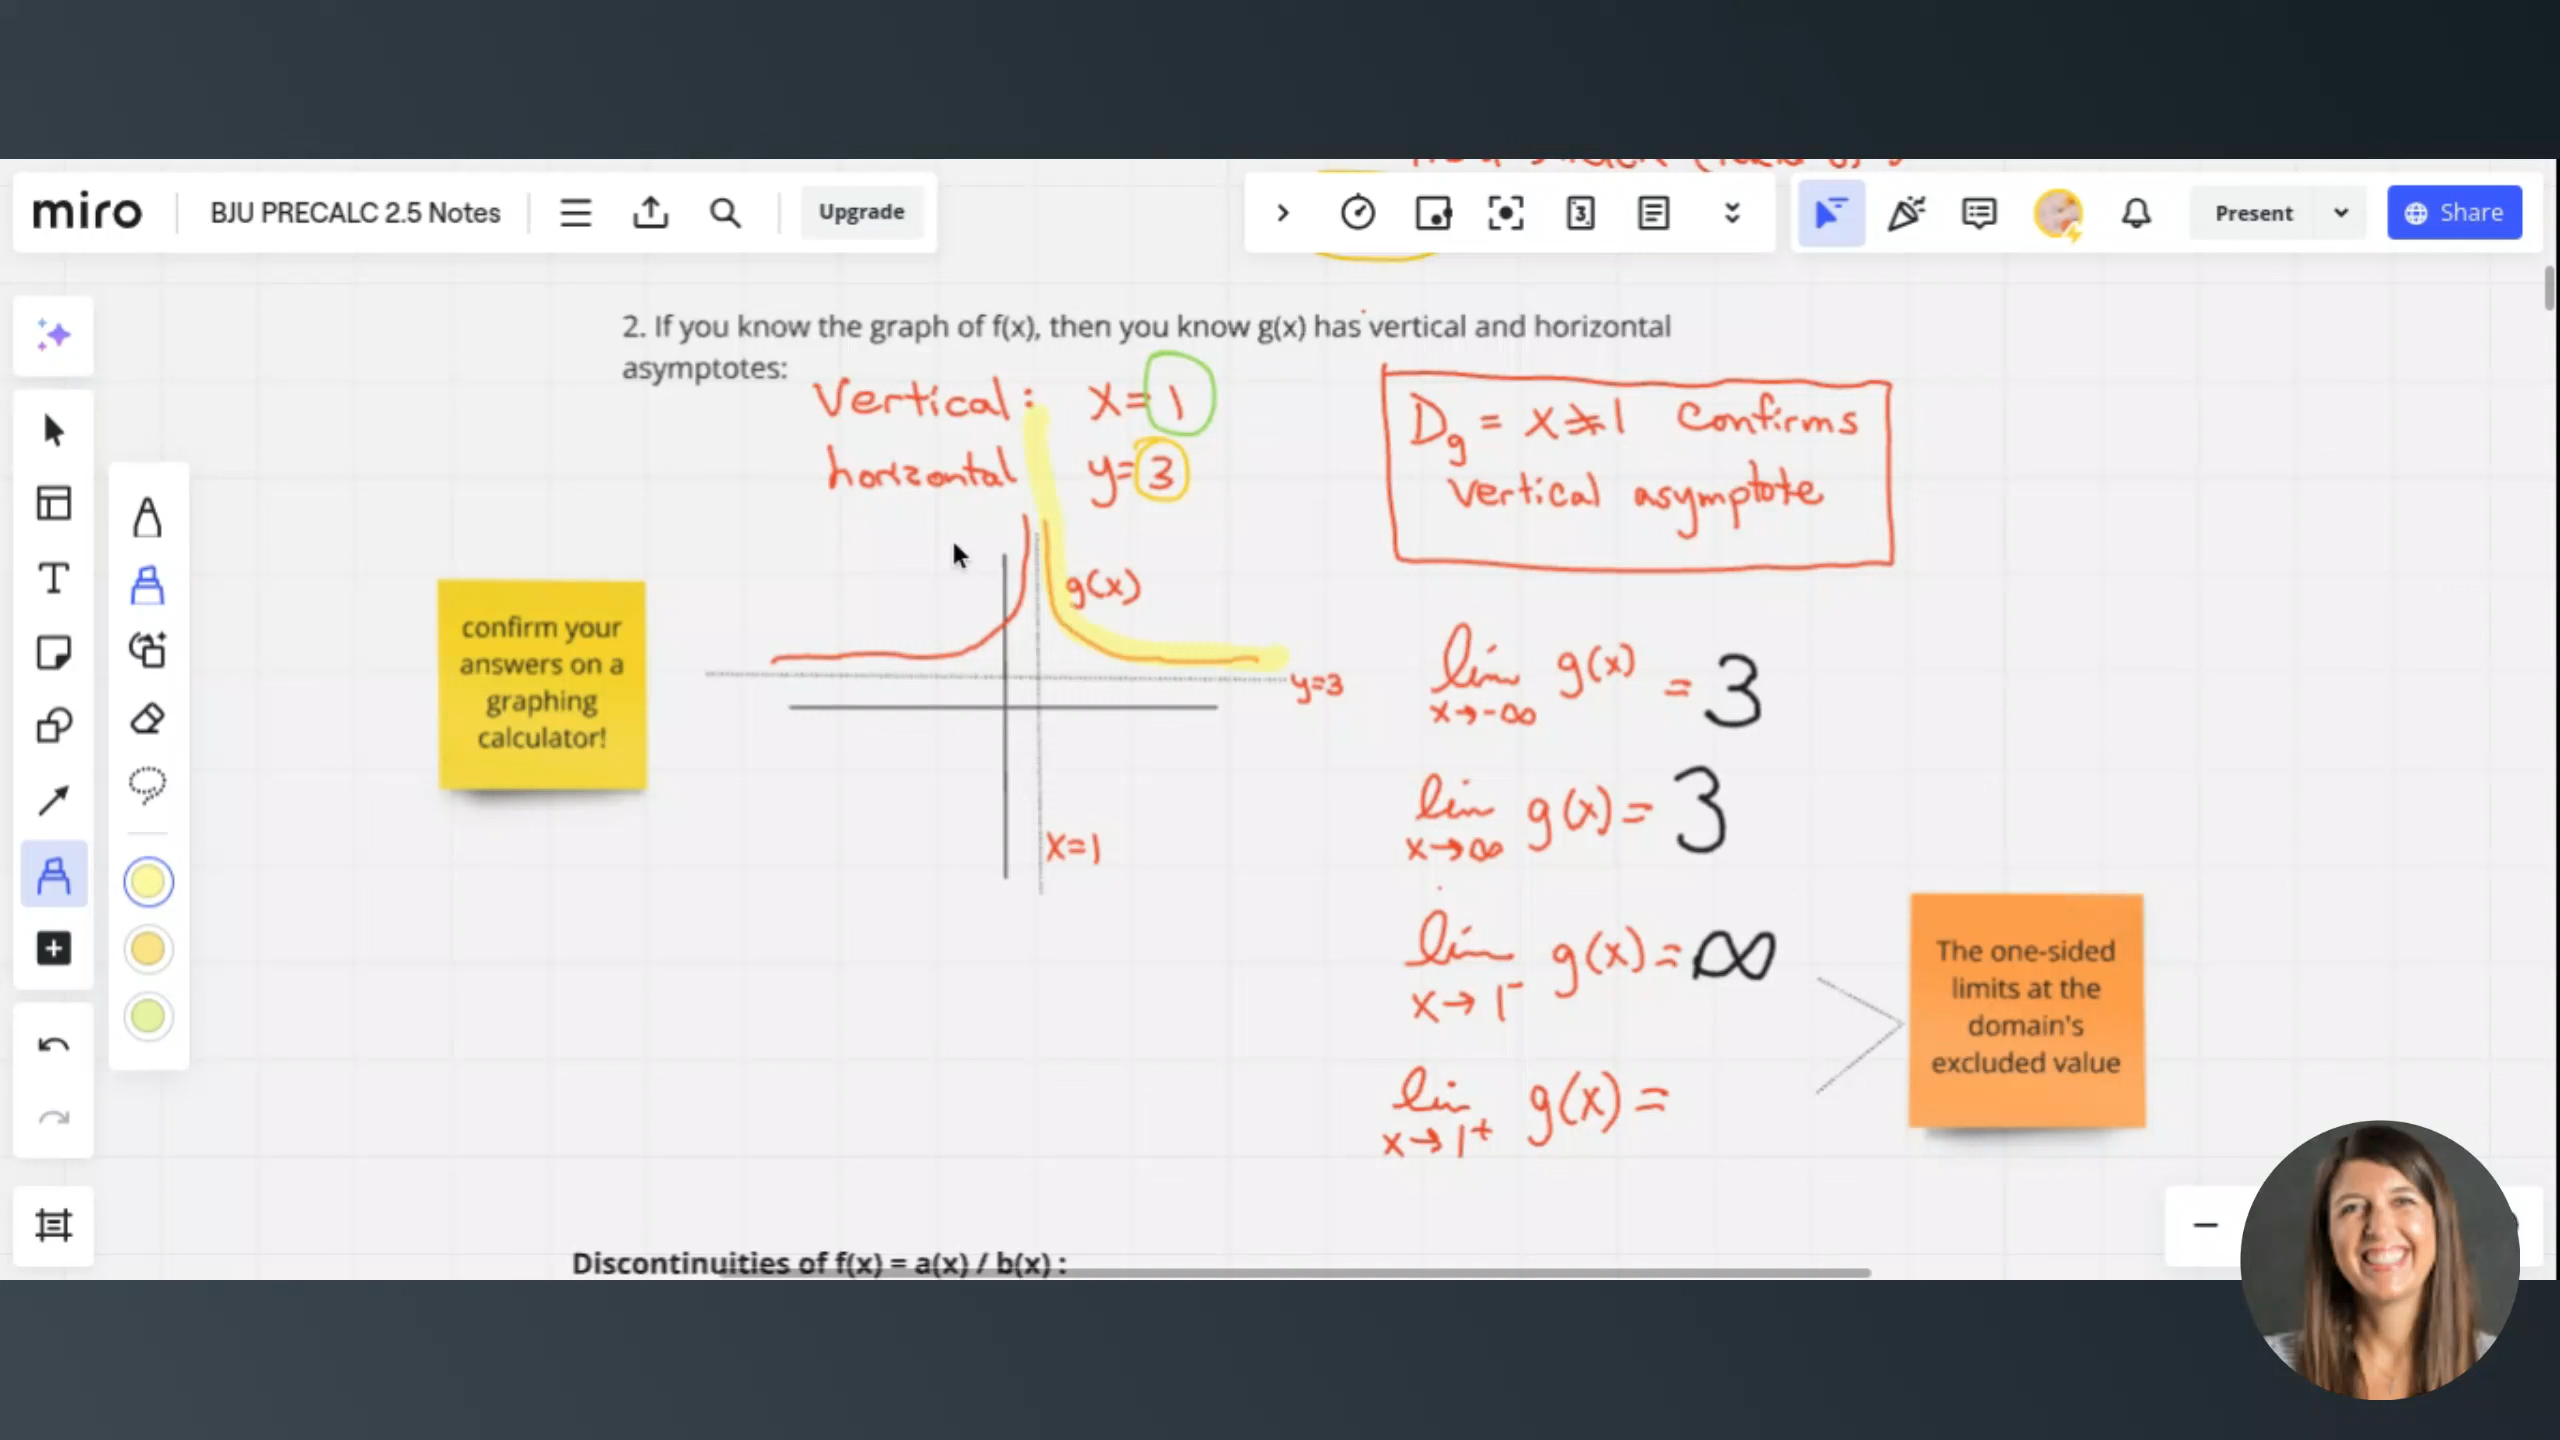 miro
BJU PRECALC 2.5 Notes
Upgrade
3
Present
Share
2. If you know the graph of f(x), then you know g(x) has vertical and horizontal
asymptotes:
Vertical: x=1
horizontal y=3
D_g = x≠1 Confirms
vertical asymptote
g(x)
y=3
x=1
confirm your
answers on a
graphing
calculator!
lim g(x) = 3
x→-∞
lim g(x) = 3
x→∞
lim g(x) = ∞
x→1⁻
lim g(x) =
x→1⁺
The one-sided
limits at the
domain's
excluded value
Discontinuities of f(x) = a(x) / b(x) :